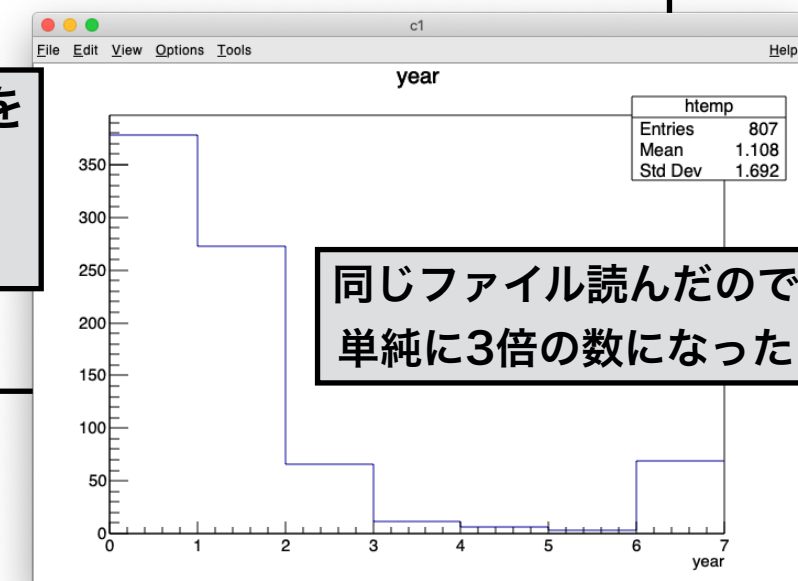 c1
File Edit View Options Tools Help
を
year
htemp
Entries 807
Mean 1.108
Std Dev 1.692
350
300
250
200
150
100
50
0
同じファイル読んだので
単純に3倍の数になった
0 1 2 3 4 5 6 7
year